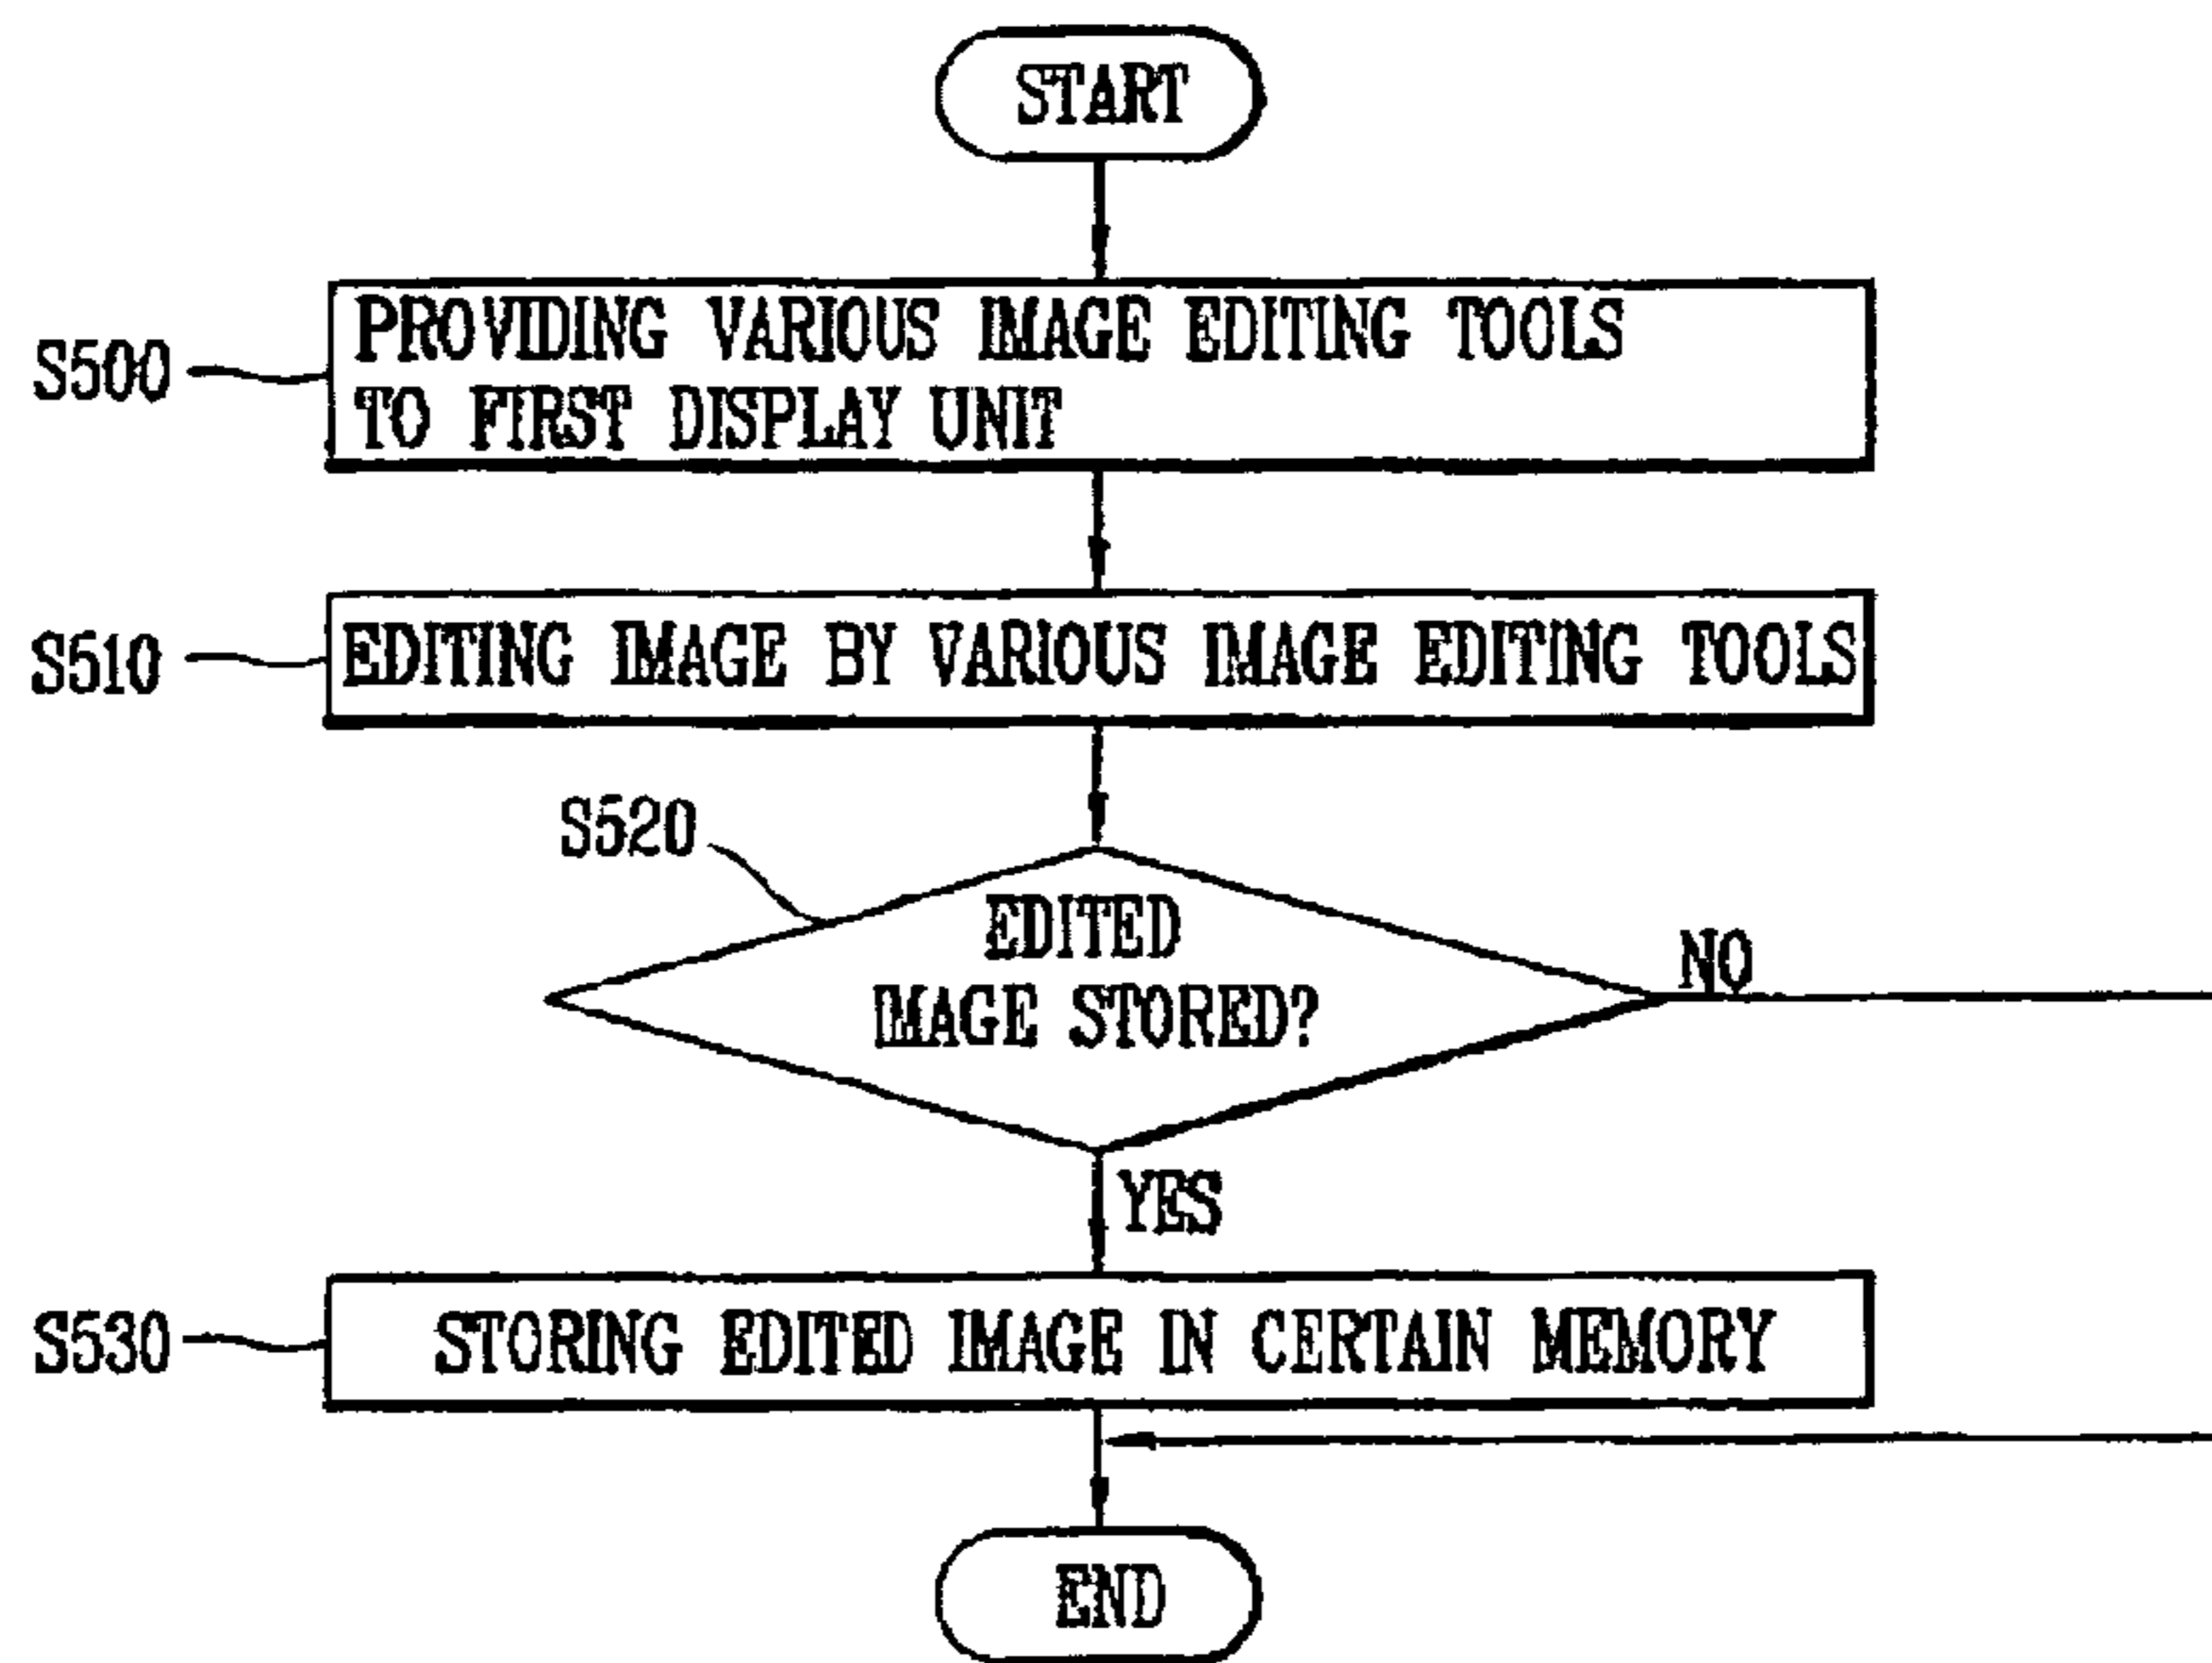 START
S500
PROVIDING VARIOUS IMAGE EDITING TOOLS
TO FIRST DISPLAY UNIT
S510
EDITING IMAGE BY VARIOUS IMAGE EDITING TOOLS
S520
EDITED
IMAGE STORED?
NO
YES
S530
STORING EDITED IMAGE IN CERTAIN MEMORY
END